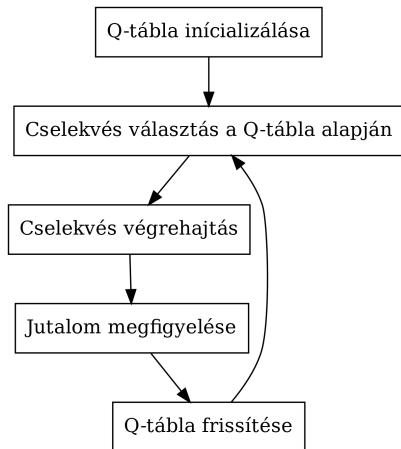 Q-tábla inícializálása
Cselekvés választás a Q-tábla alapján
Cselekvés végrehajtás
Jutalom megfigyelése
Q-tábla frissítése